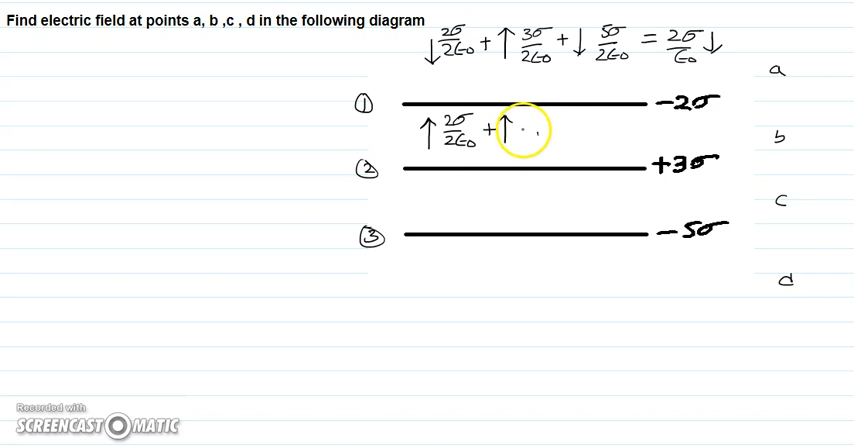 Find electric field at points a, b ,c , d in the following diagram
↓ 2σ/2ϵ0 + ↑ 3σ/2ϵ0 + ↓ 5σ/2ϵ0 = 2σ/ϵ0 ↓
a
① -2σ
↑ 2σ/2ϵ0 + ↑
b
② +3σ
c
③ -5σ
d
Recorded with
SCREENCAST O MATIC